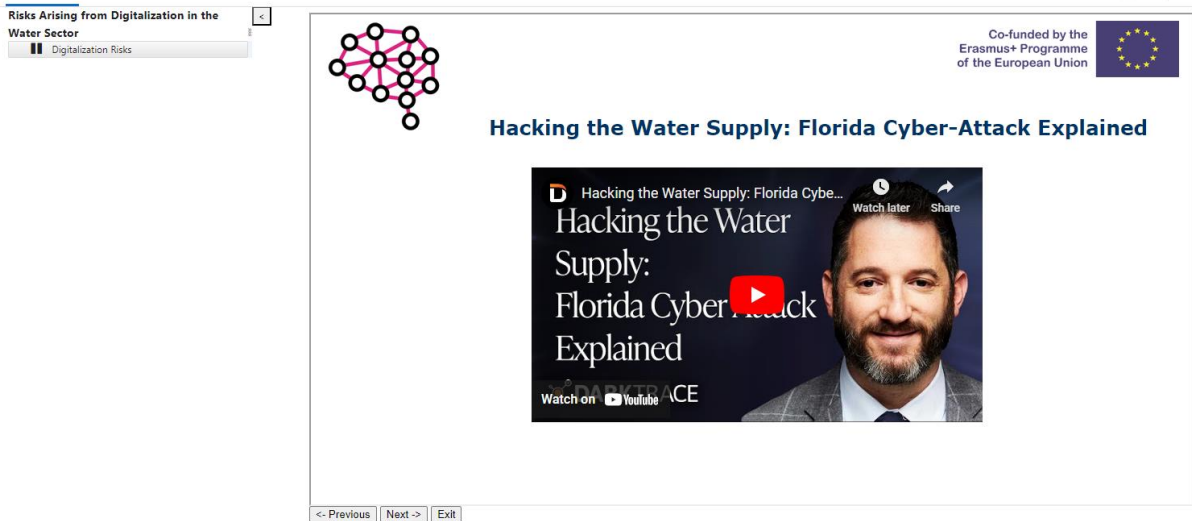 Risks Arising from Digitalization in the
Water Sector
<
Digitalization Risks
Co-funded by the
Erasmus+ Programme
of the European Union
Hacking the Water Supply: Florida Cyber-Attack Explained
Hacking the Water Supply: Florida Cybe...
Watch later
Share
Hacking the Water
Supply:
Florida Cyber Attack
Explained
DARKTRACE
Watch on YouTube
<- Previous
Next ->
Exit